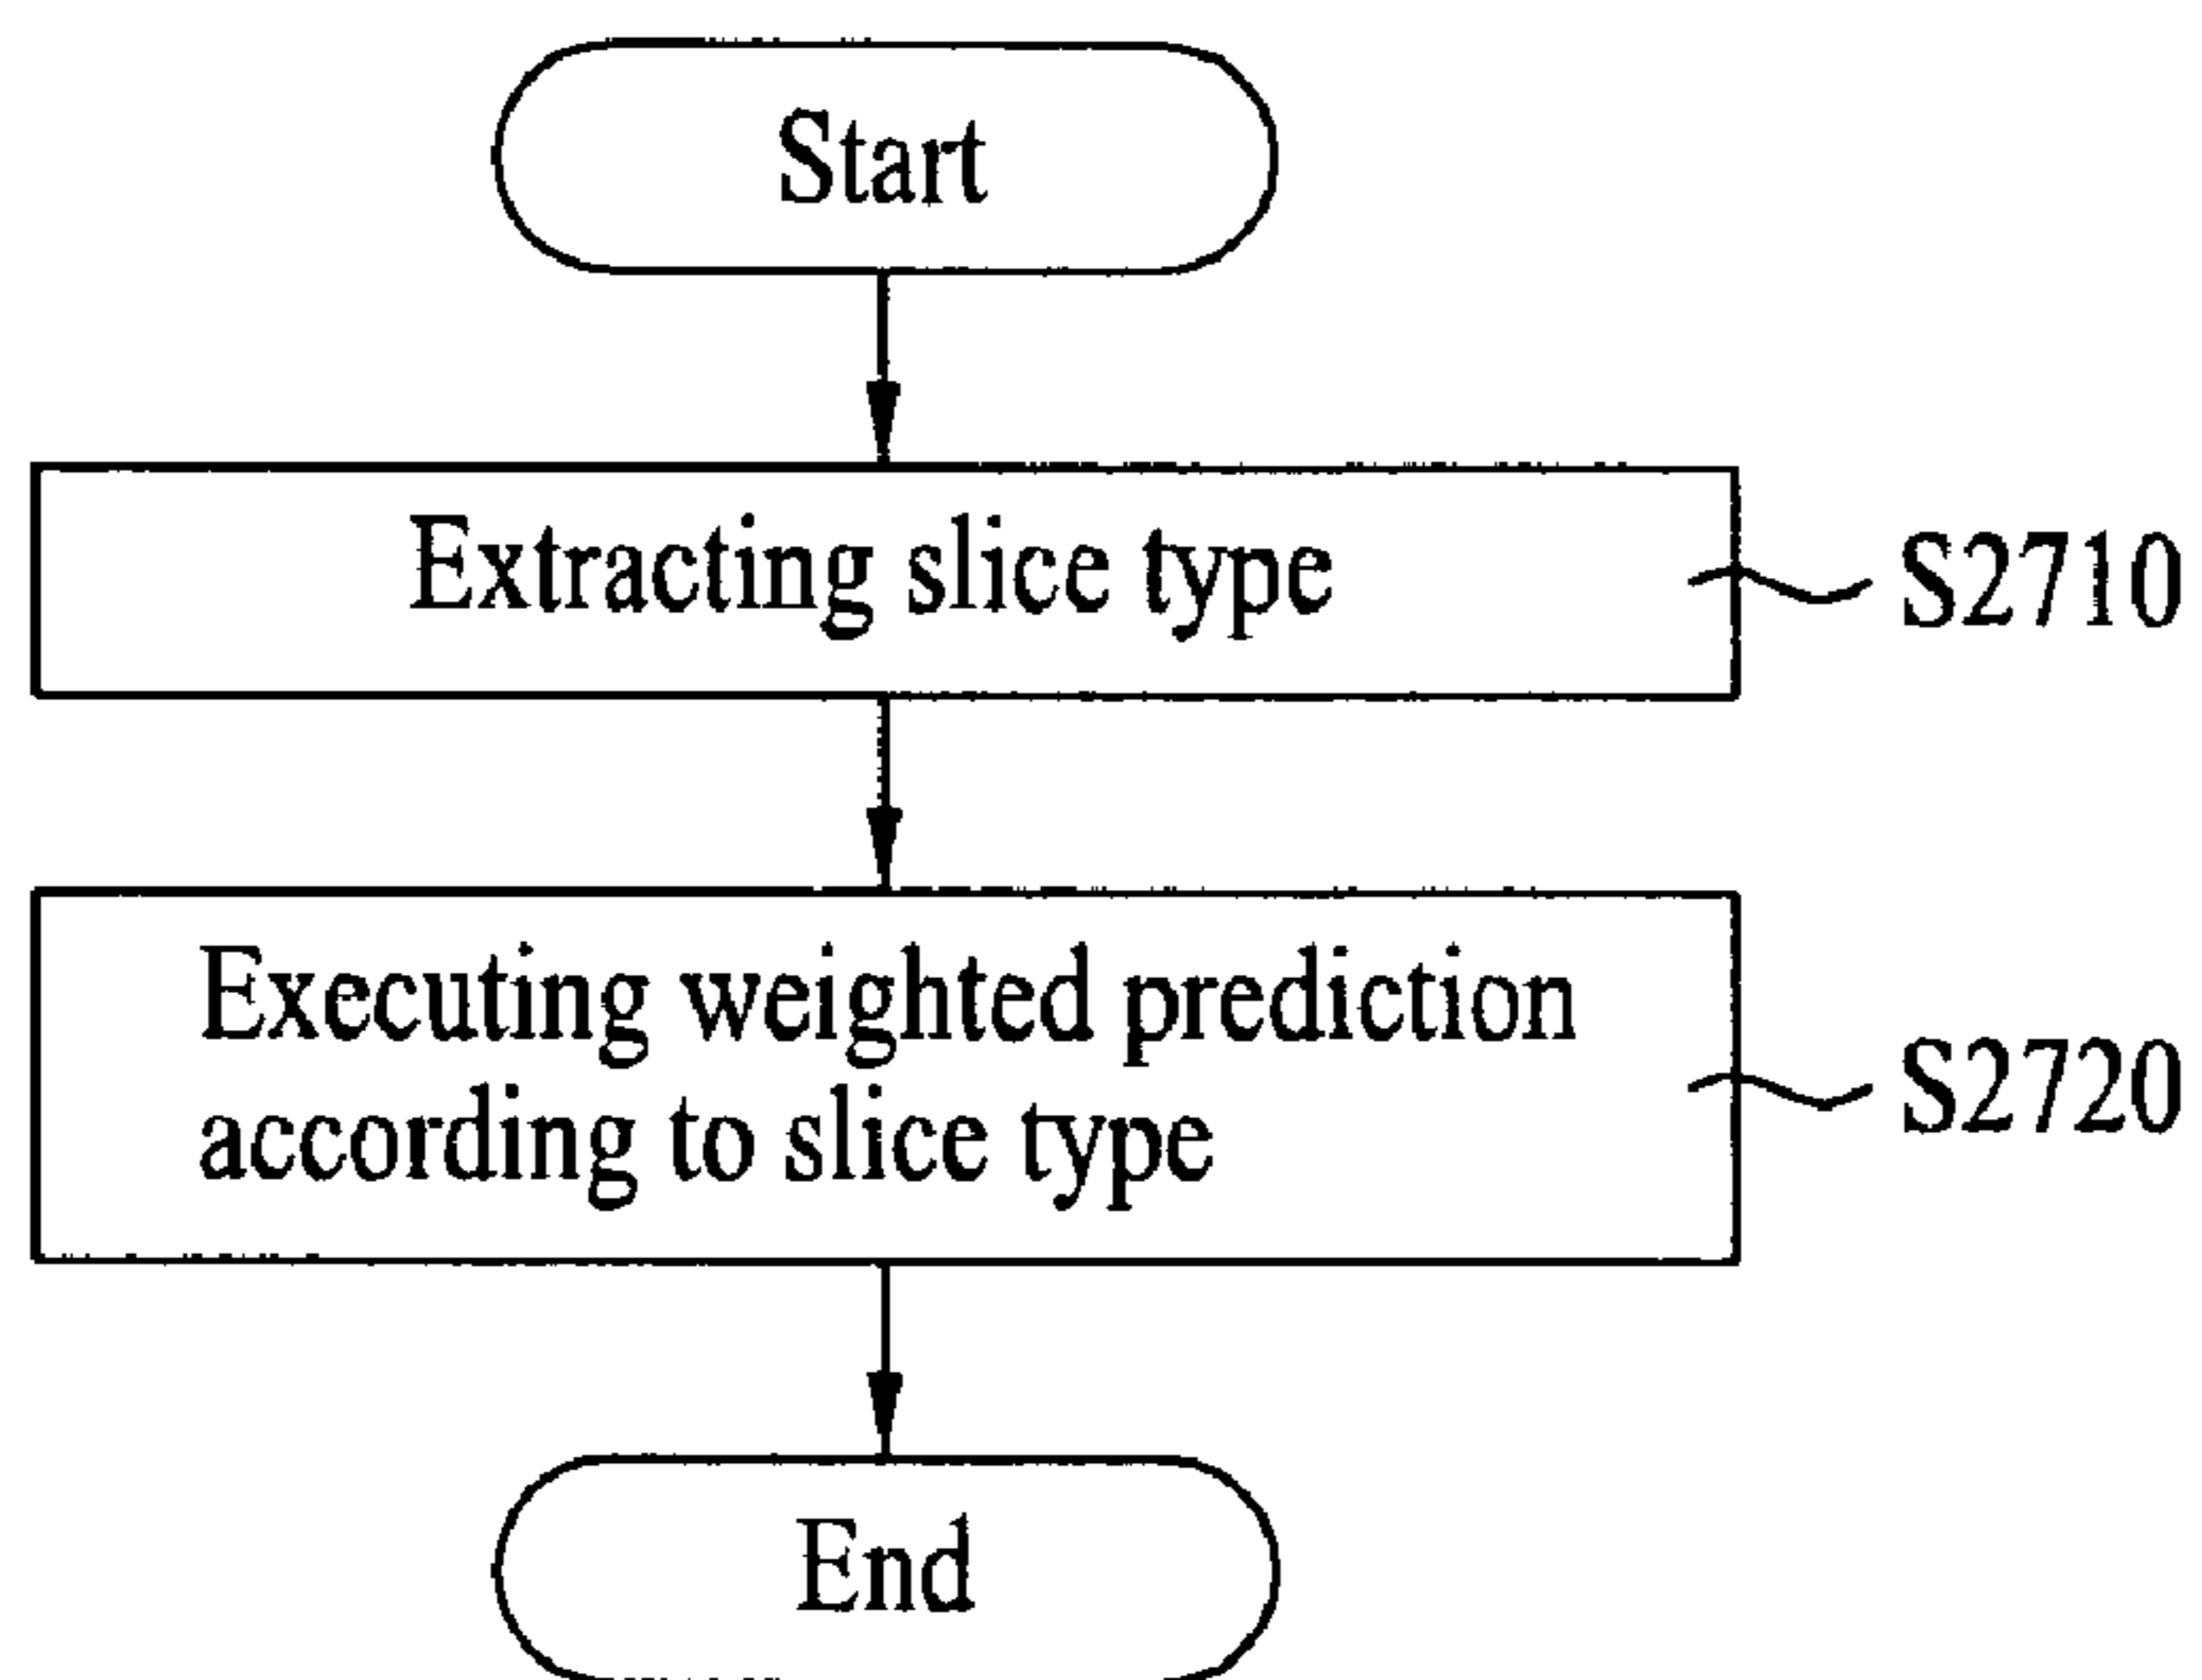 Start
Extracting slice type
S2710
Executing weighted prediction
according to slice type
S2720
End